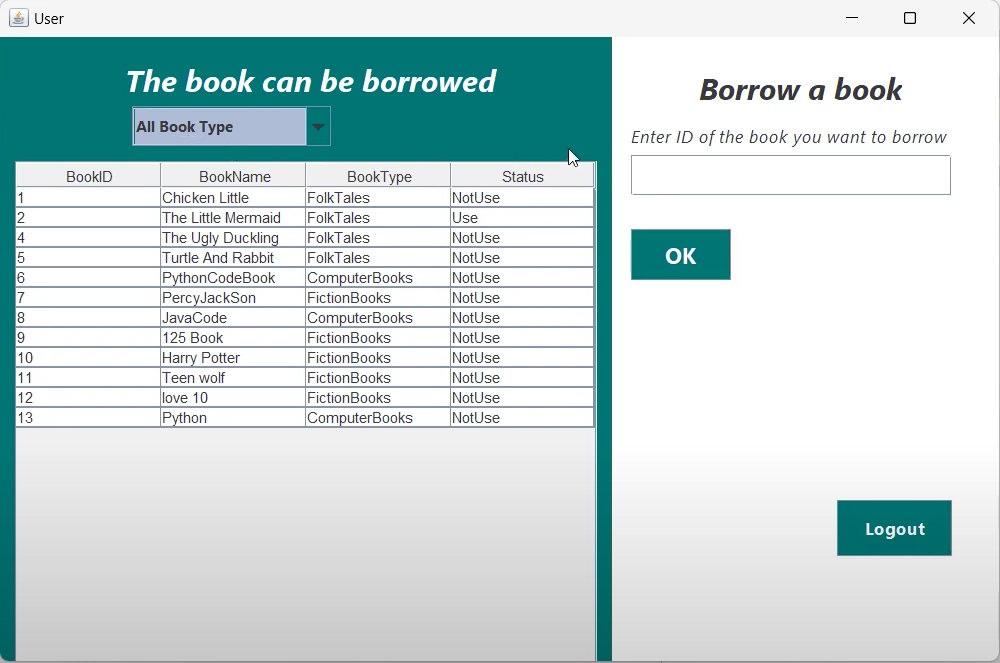 User
The book can be borrowed
All Book Type
BookID BookName BookType Status
1 Chicken Little FolkTales NotUse
2 The Little Mermaid FolkTales Use
4 The Ugly Duckling FolkTales NotUse
5 Turtle And Rabbit FolkTales NotUse
6 PythonCodeBook ComputerBooks NotUse
7 PercyJackSon FictionBooks NotUse
8 JavaCode ComputerBooks NotUse
9 125 Book FictionBooks NotUse
10 Harry Potter FictionBooks NotUse
11 Teen wolf FictionBooks NotUse
12 love 10 FictionBooks NotUse
13 Python ComputerBooks NotUse
Borrow a book
Enter ID of the book you want to borrow
OK
Logout